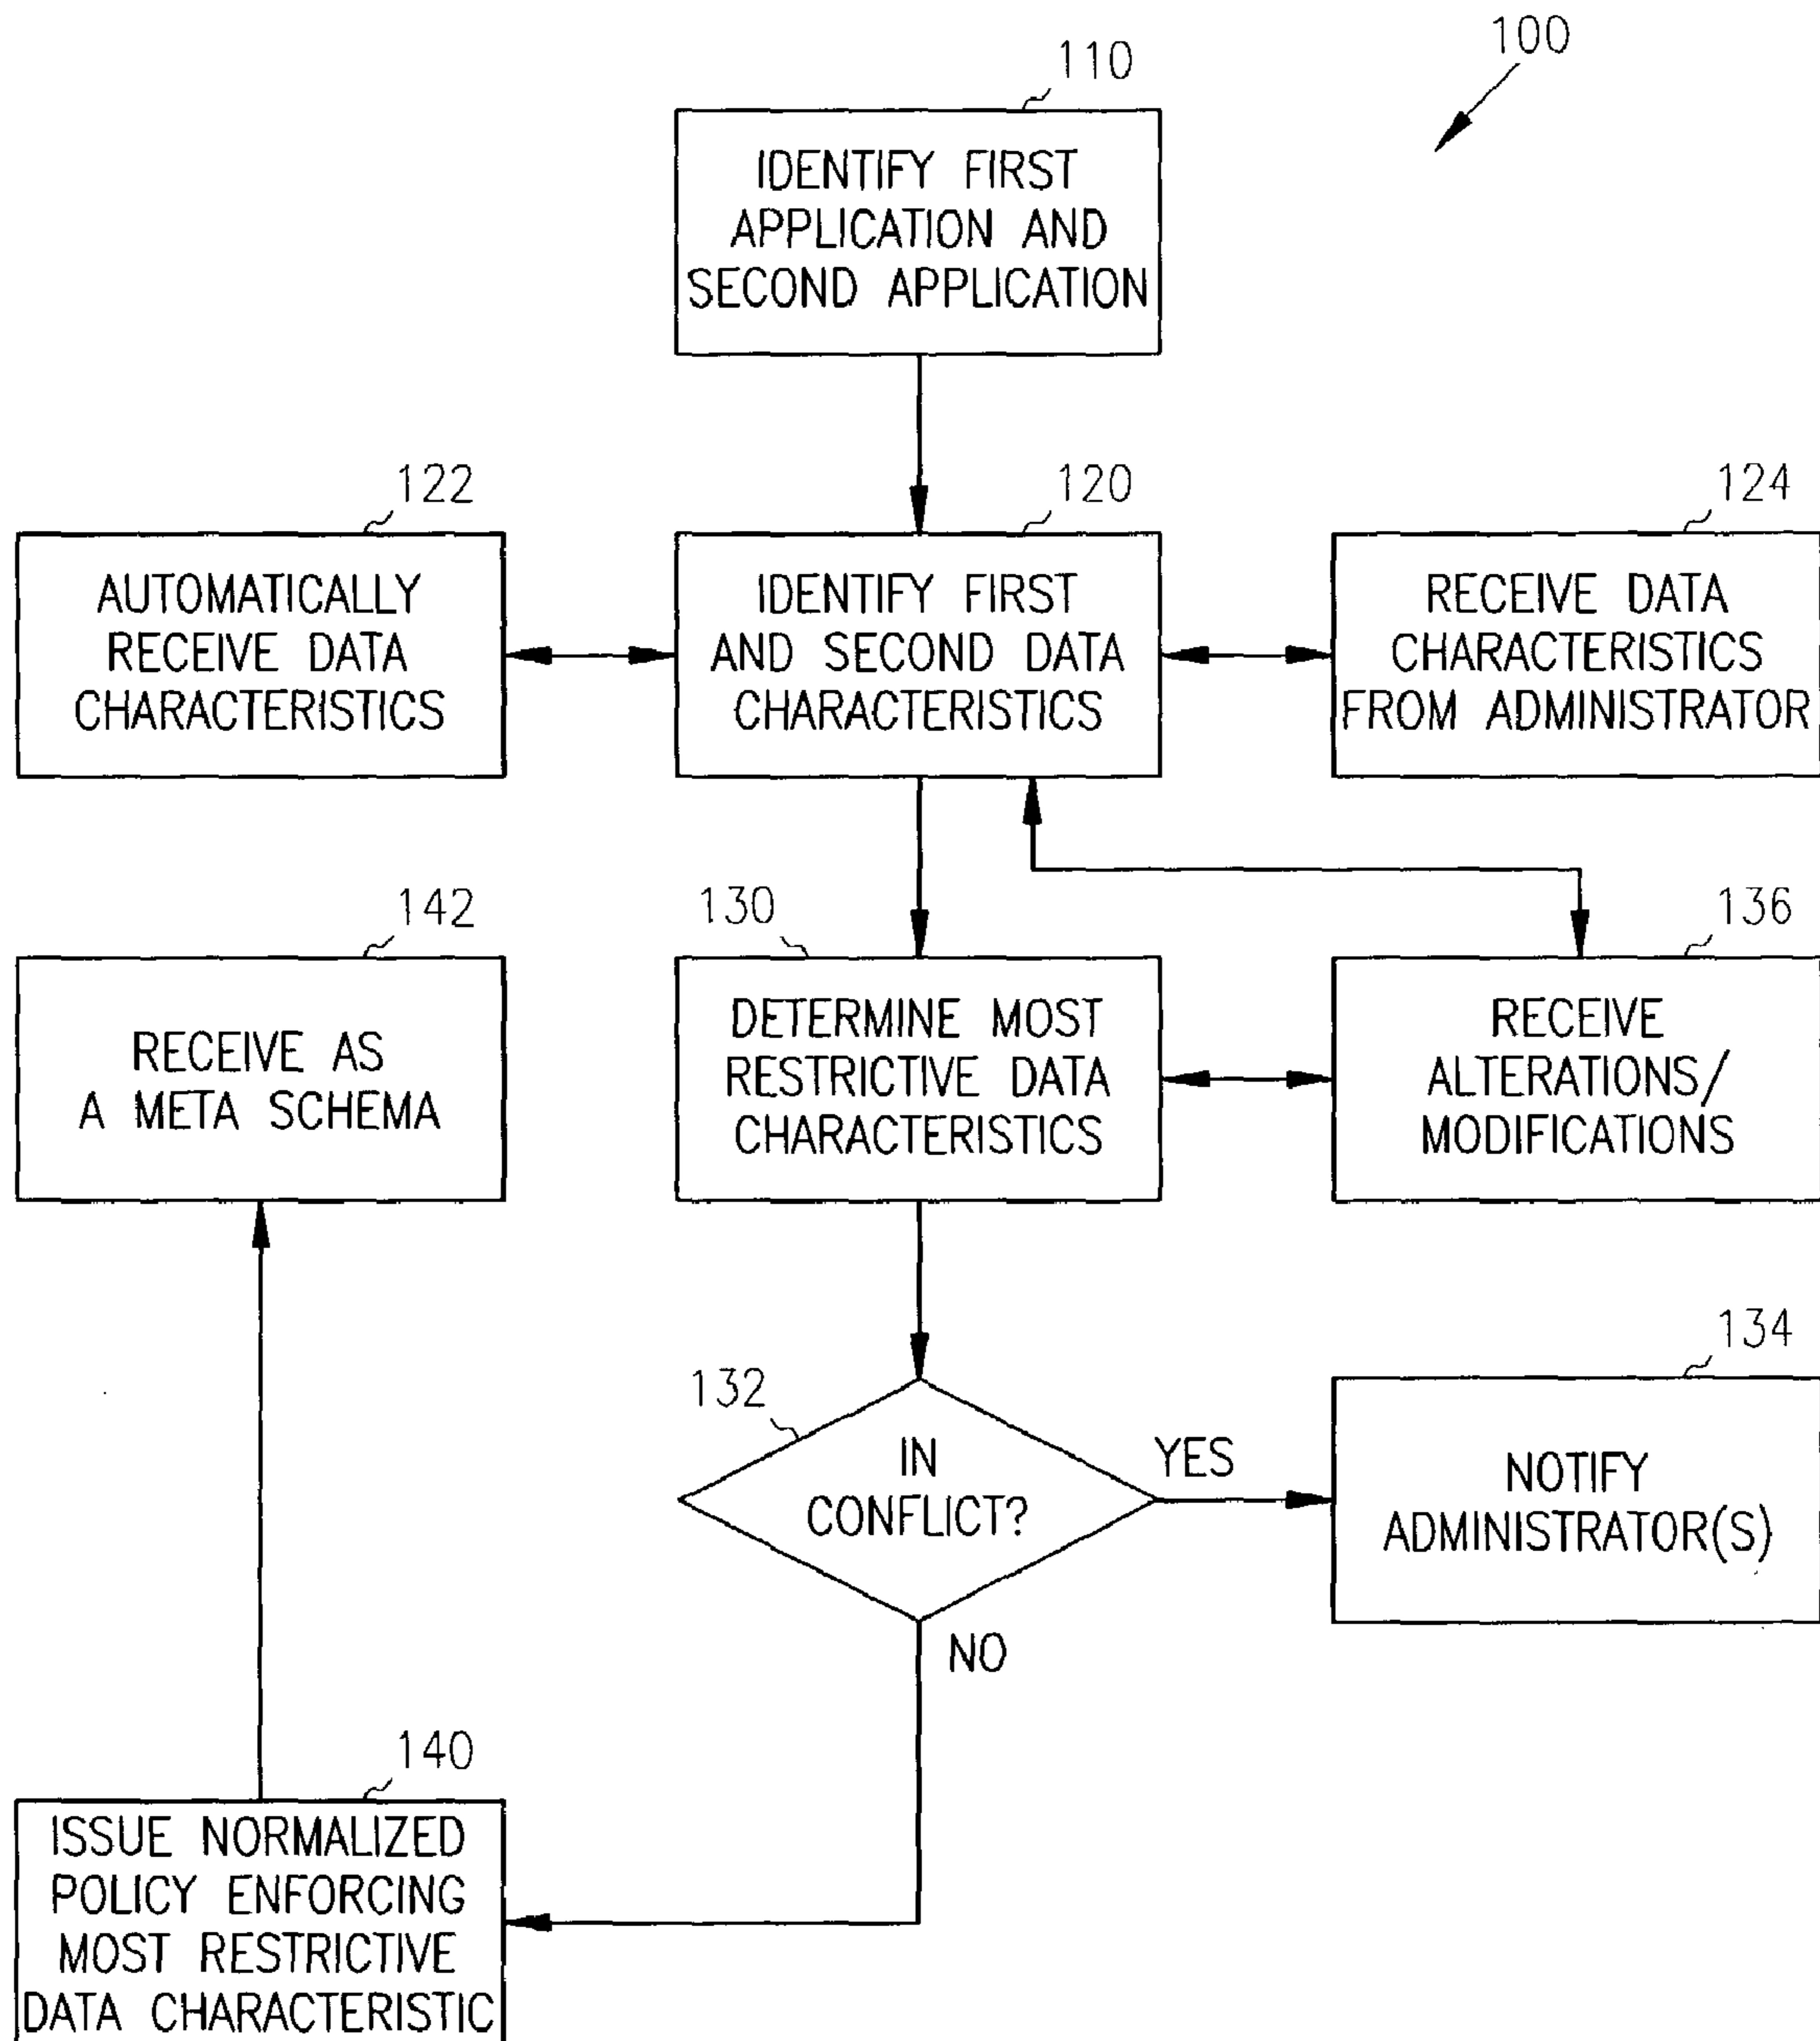 100
110
IDENTIFY FIRST
APPLICATION AND
SECOND APPLICATION
122
AUTOMATICALLY
RECEIVE DATA
CHARACTERISTICS
120
IDENTIFY FIRST
AND SECOND DATA
CHARACTERISTICS
124
RECEIVE DATA
CHARACTERISTICS
FROM ADMINISTRATOR
142
RECEIVE AS
A META SCHEMA
130
DETERMINE MOST
RESTRICTIVE DATA
CHARACTERISTICS
136
RECEIVE
ALTERATIONS/
MODIFICATIONS
132
IN
CONFLICT?
YES
NO
134
NOTIFY
ADMINISTRATOR(S)
140
ISSUE NORMALIZED
POLICY ENFORCING
MOST RESTRICTIVE
DATA CHARACTERISTIC